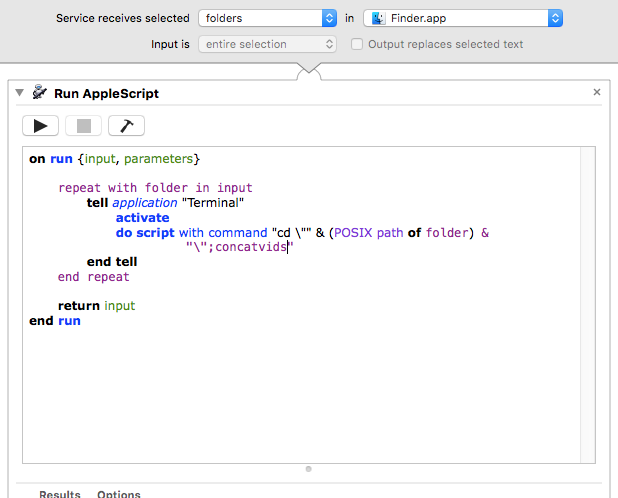 Service receives selected folders in Finder.app
Input is entire selection Output replaces selected text
Run AppleScript
on run {input, parameters}
repeat with folder in input
tell application "Terminal"
activate
do script with command "cd \"" & (POSIX path of folder) &
"\";concatvids"
end tell
end repeat
return input
end run
Results Options